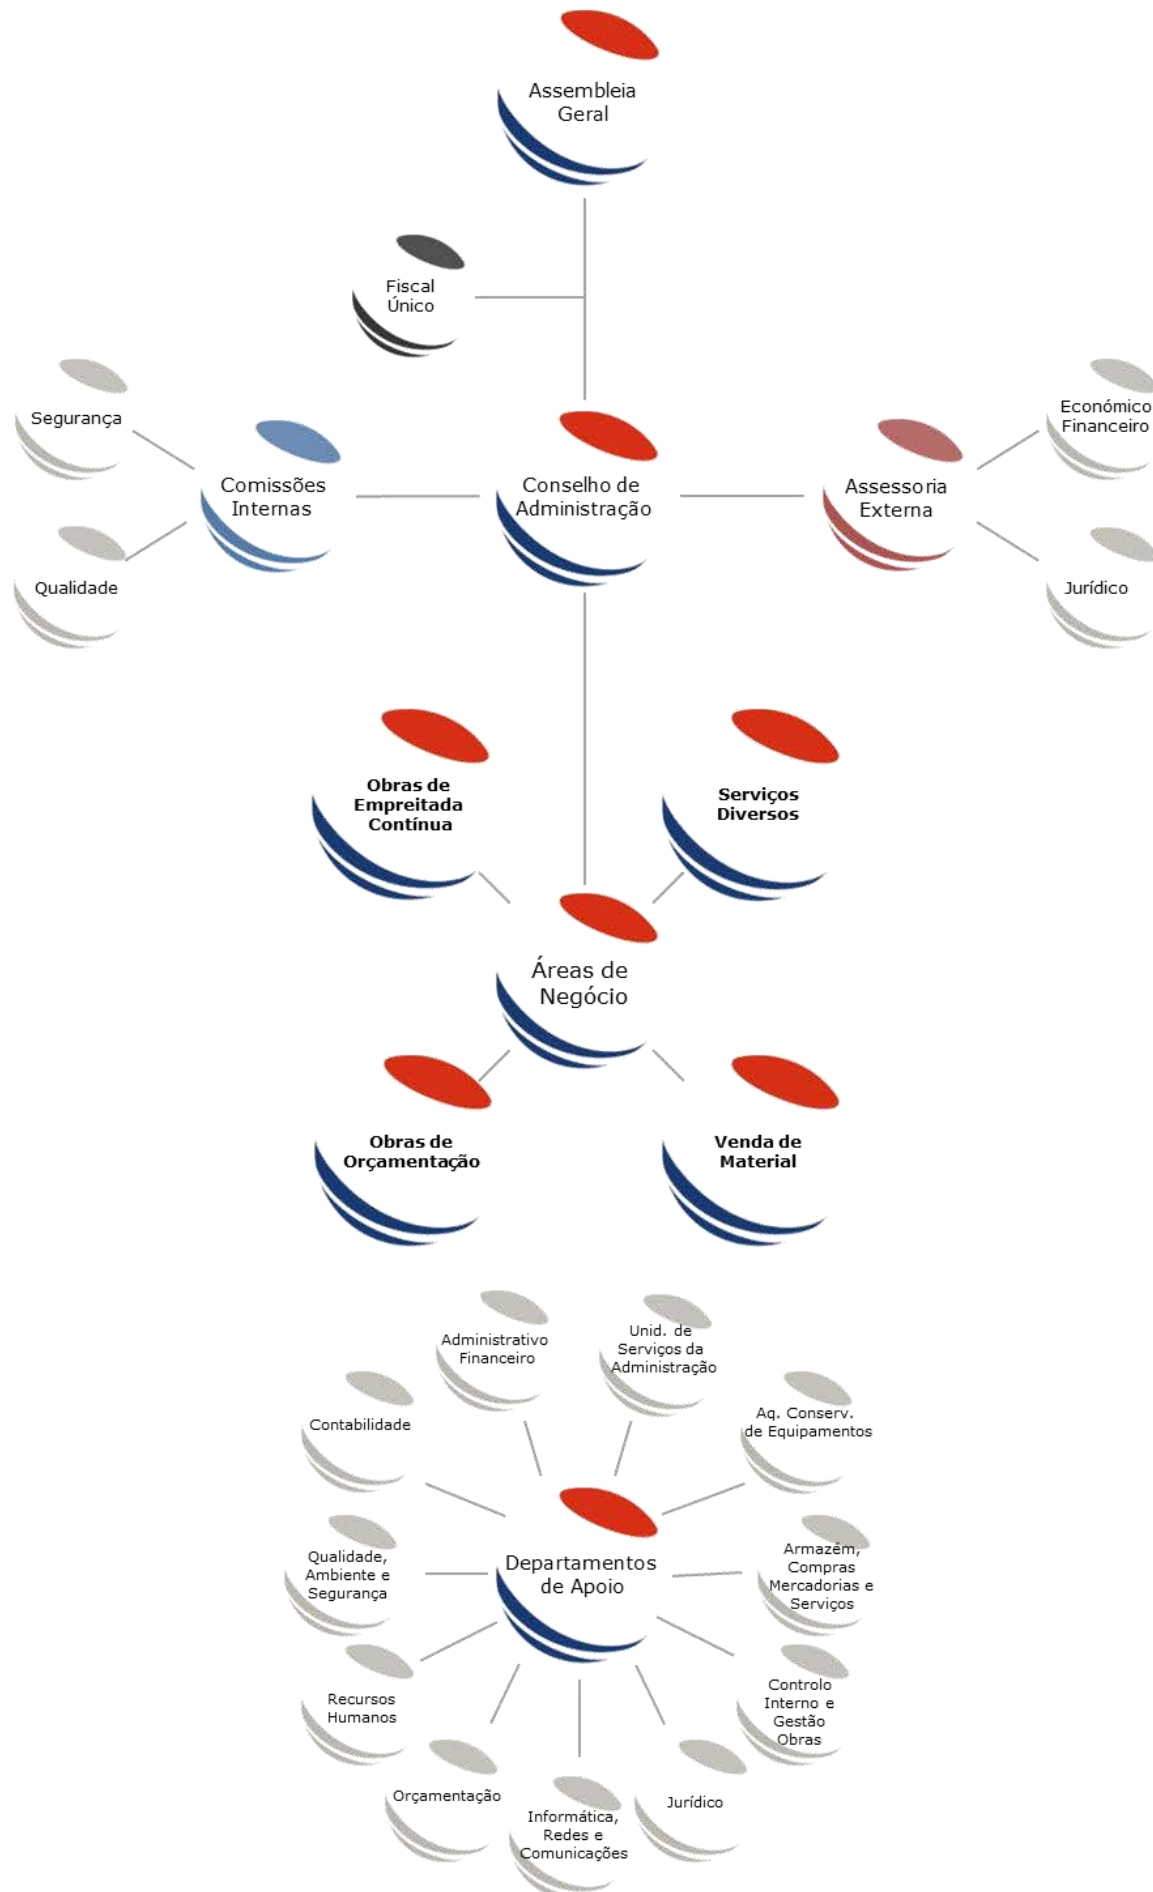 Assembleia
Geral
Fiscal
Único
Segurança
Qualidade
Comissões
Internas
Conselho de
Administração
Assessoria
Externa
Económico
Financeiro
Jurídico
Obras de
Empreitada
Contínua
Serviços
Diversos
Áreas de
Negócio
Obras de
Orçamentação
Venda de
Material
Administrativo
Financeiro
Unid. de
Serviços da
Administração
Contabilidade
Aq. Conserv.
de Equipamentos
Qualidade,
Ambiente e
Segurança
Departamentos
de Apoio
Armazém,
Compras
Mercadorias e
Serviços
Recursos
Humanos
Controlo
Interno e
Gestão
Obras
Orçamentação
Informática,
Redes e
Comunicações
Jurídico